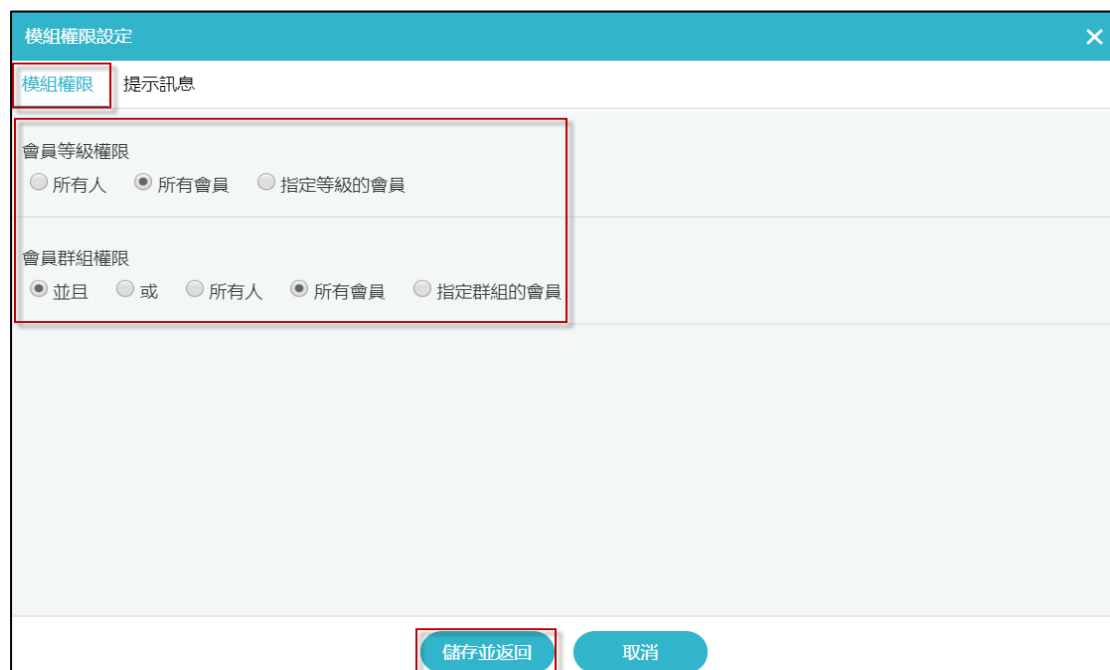 模組權限設定
模組權限 提示訊息
會員等級權限
所有人 所有會員 指定等級的會員
會員群組權限
並且 或 所有人 所有會員 指定群組的會員
儲存並返回 取消